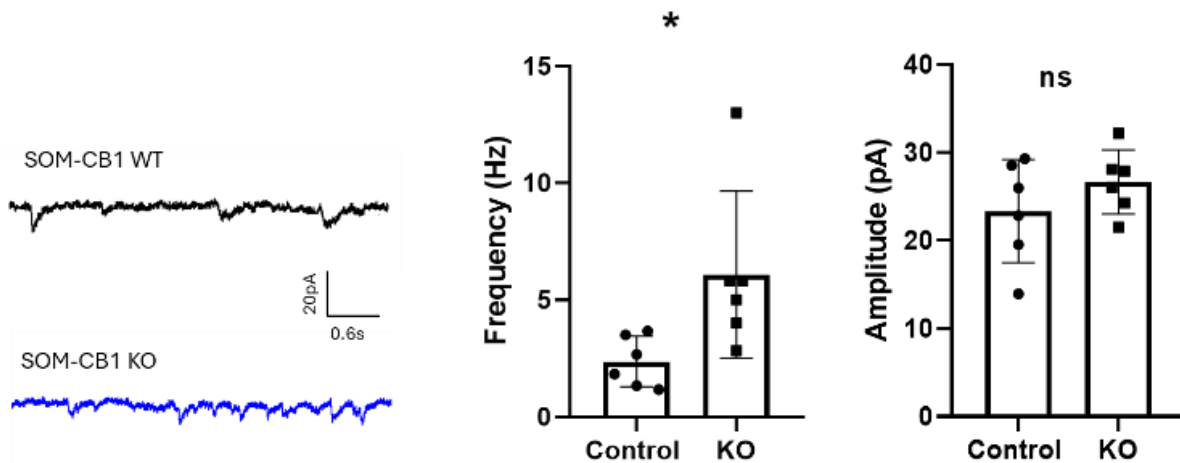 SOM-CB1 WT
20pA
0.6s
SOM-CB1 KO
*
Frequency (Hz)
15
10
5
0
Control KO
ns
Amplitude (pA)
40
30
20
10
0
Control KO